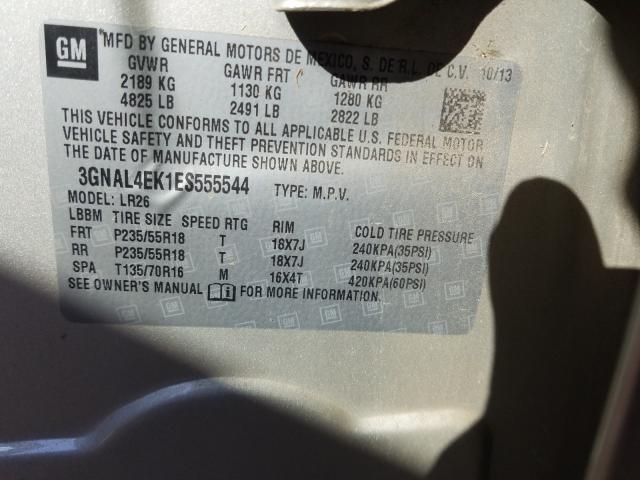 GM MFD BY GENERAL MOTORS DE MEXICO, S. DE R.L. DE C.V. 10/13
GVWR GAWR FRT GAWR RR
2189 KG 1130 KG 1280 KG
4825 LB 2491 LB 2822 LB
THIS VEHICLE CONFORMS TO ALL APPLICABLE U.S. FEDERAL MOTOR
VEHICLE SAFETY AND THEFT PREVENTION STANDARDS IN EFFECT ON
THE DATE OF MANUFACTURE SHOWN ABOVE.
3GNAL4EK1ES555544 TYPE: M.P.V.
MODEL: LR26
LBBM TIRE SIZE SPEED RTG RIM COLD TIRE PRESSURE
FRT P235/55R18 T 18X7J 240KPA(35PSI)
RR P235/55R18 T 18X7J 240KPA(35PSI)
SPA T135/70R16 M 16X4T 420KPA(60PSI)
SEE OWNER'S MANUAL FOR MORE INFORMATION.